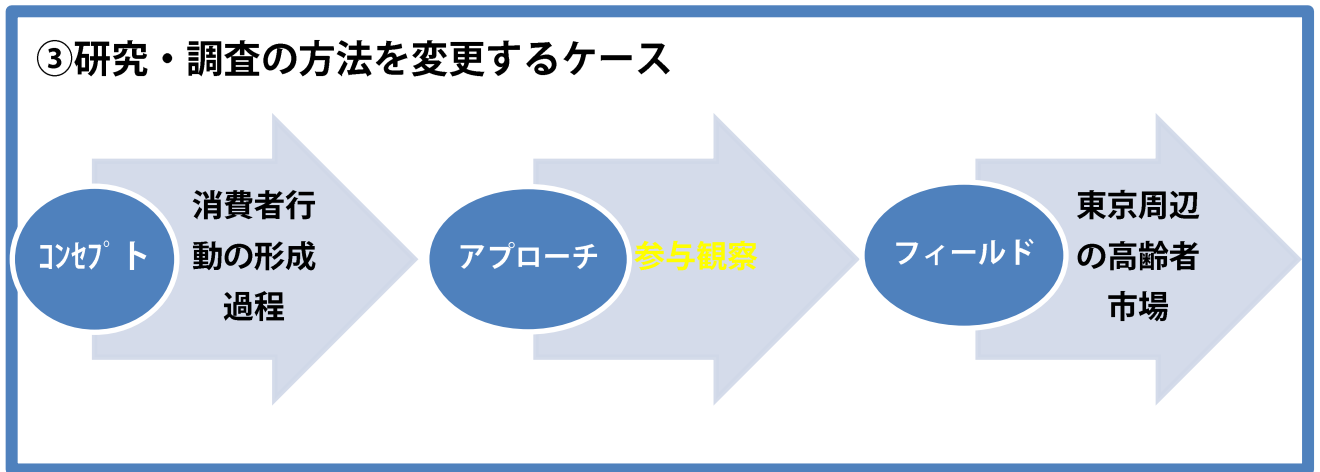 ③研究・調査の方法を変更するケース
ｺﾝｾﾌﾟﾄ
消費者行
動の形成
過程
アプローチ
参与観察
フィールド
東京周辺
の高齢者
市場